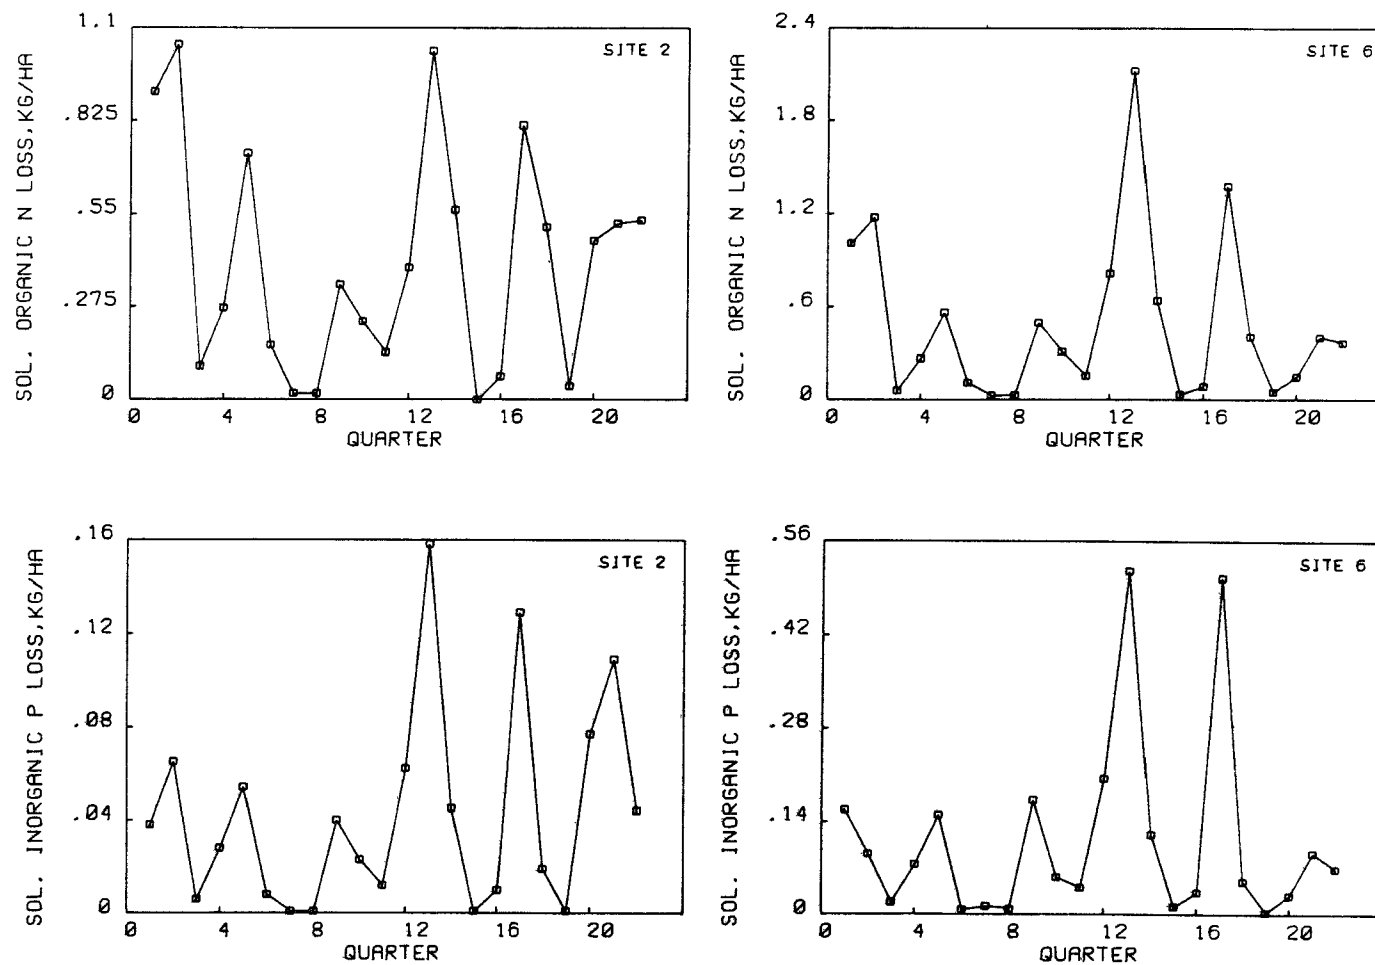 SOL. ORGANIC N LOSS,KG/HA
1.1
.825
.55
.275
0
SITE 2
0 4 8 12 16 20
QUARTER
SOL. ORGANIC N LOSS,KG/HA
2.4
1.8
1.2
.6
0
SITE 6
0 4 8 12 16 20
QUARTER
SOL. INORGANIC P LOSS,KG/HA
.16
.12
.08
.04
0
SITE 2
0 4 8 12 16 20
QUARTER
SOL. INORGANIC P LOSS,KG/HA
.56
.42
.28
.14
0
SITE 6
0 4 8 12 16 20
QUARTER